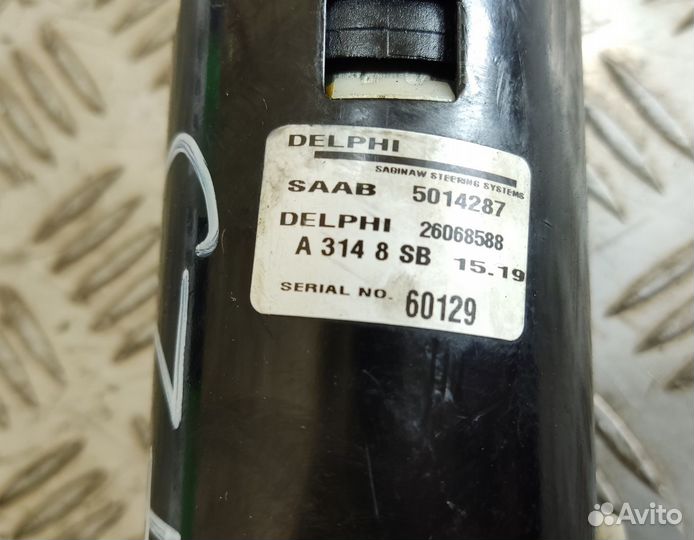 DELPHI
SAGINAW STEERING SYSTEMS
SAAB 5014287
DELPHI 26068588
A 314 8 SB 15.19
SERIAL NO. 60129
Avito